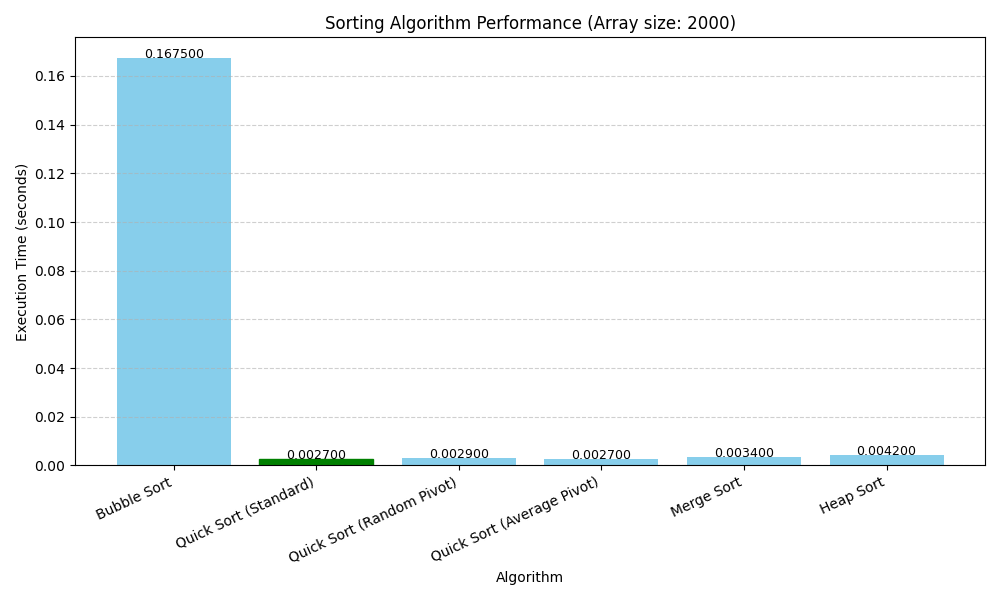 Sorting Algorithm Performance (Array size: 2000)
Execution Time (seconds)
0.16
0.14
0.12
0.10
0.08
0.06
0.04
0.02
0.00
0.167500
0.002700
0.002900
0.002700
0.003400
0.004200
Bubble Sort
Quick Sort (Standard)
Quick Sort (Random Pivot)
Quick Sort (Average Pivot)
Merge Sort
Heap Sort
Algorithm